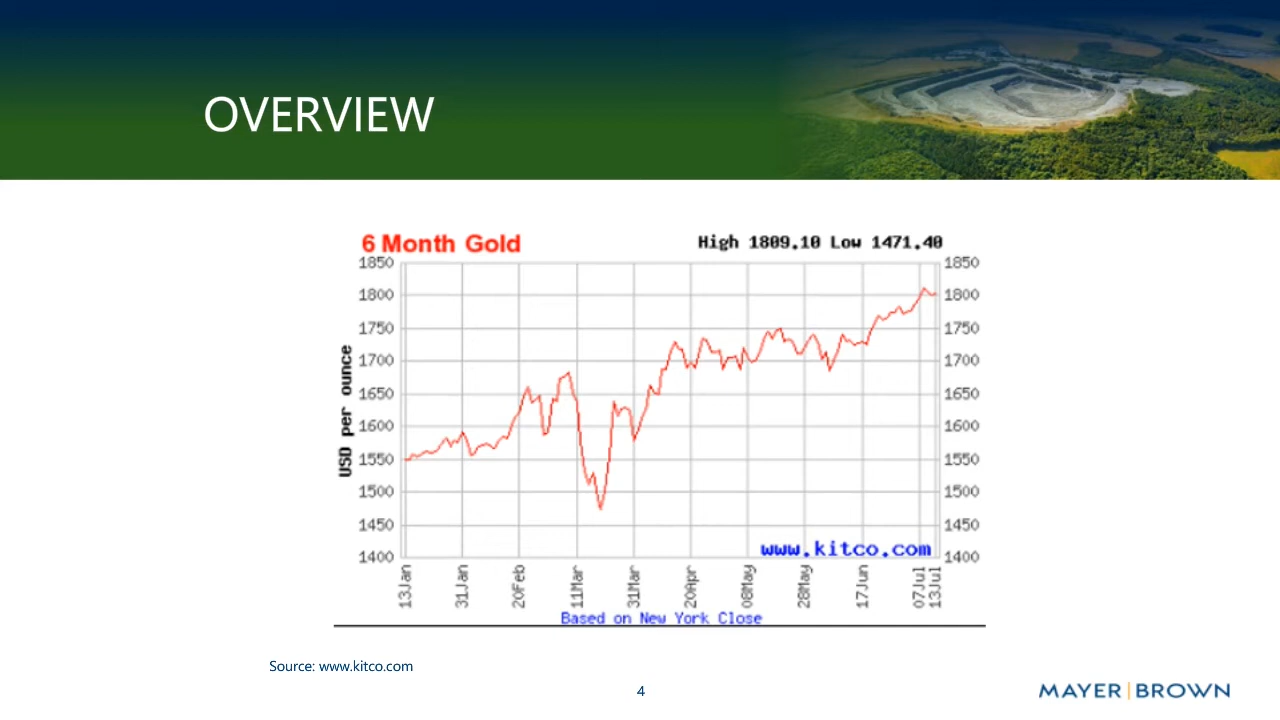 OVERVIEW
6 Month Gold
High 1809.10 Low 1471.40
1850 1850
1800 1800
1750 1750
1700 1700
1650 1650
1600 1600
1550 1550
1500 1500
1450 1450
1400 1400
USD per ounce
www.kitco.com
13Jan 31Jan 20Feb 11Mar 31Mar 20Apr 08May 28May 17Jun 07Jul 13Jul
Based on New York Close
Source: www.kitco.com
4
MAYER|BROWN